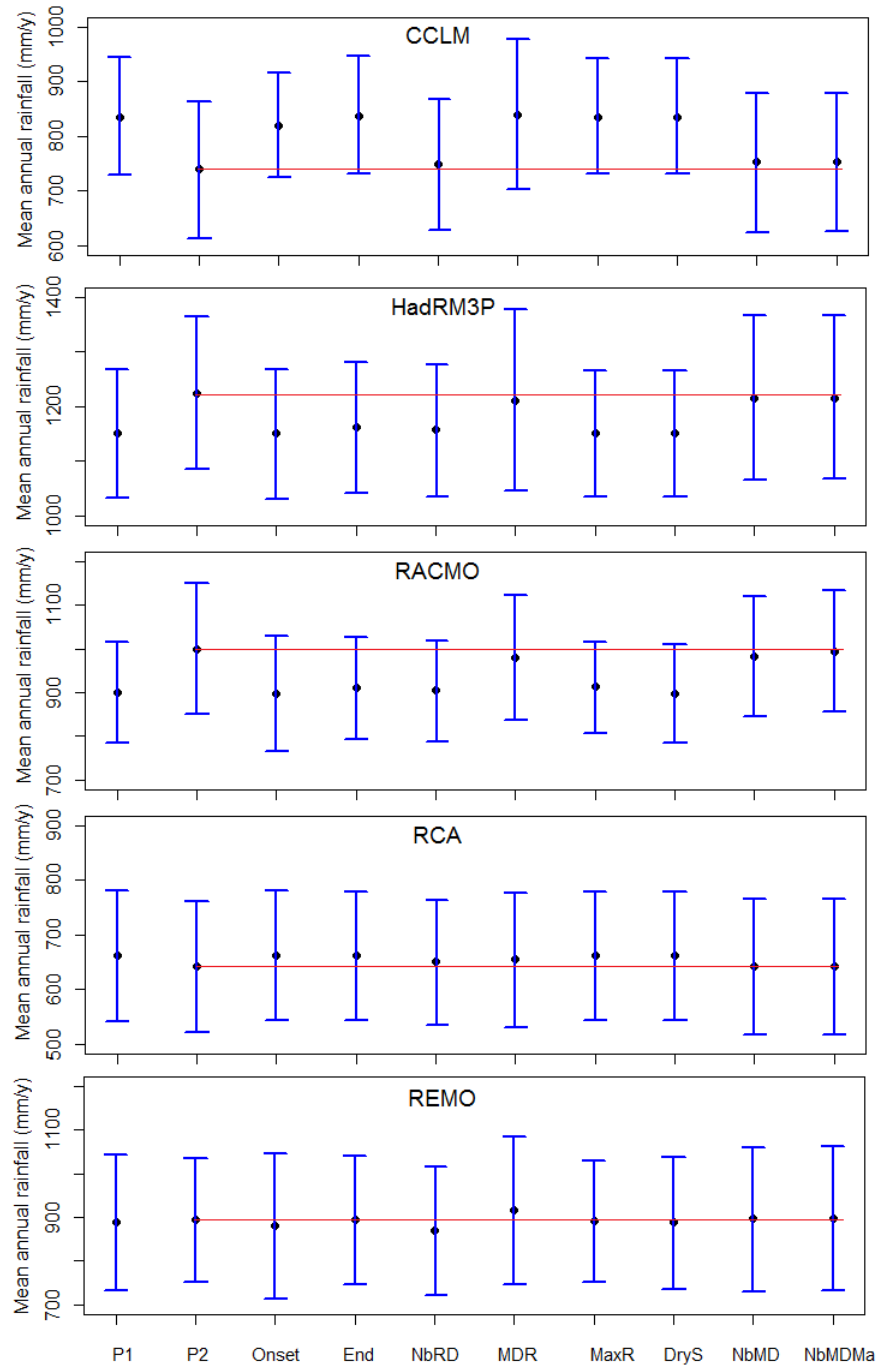 CCLM
Mean annual rainfall (mm/y)
1000
900
800
700
600
HadRM3P
Mean annual rainfall (mm/y)
1400
1200
1000
RACMO
Mean annual rainfall (mm/y)
1100
900
700
RCA
Mean annual rainfall (mm/y)
900
800
700
600
500
REMO
Mean annual rainfall (mm/y)
1100
900
700
P1 P2 Onset End NbRD MDR MaxR DryS NbMD NbMDMa